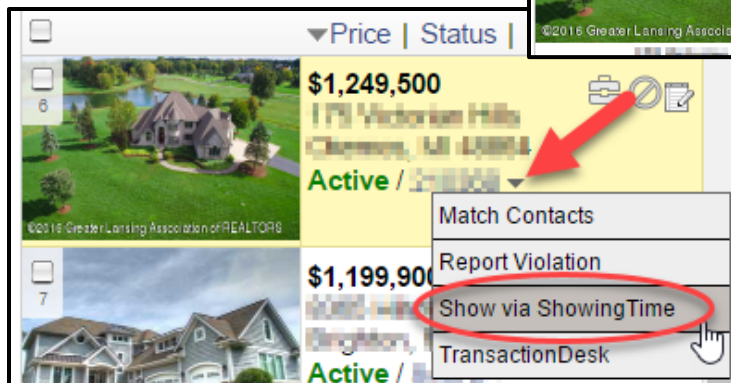 ©2016 Greater Lansing Associa
Price | Status |
6
$1,249,500
Active /
©2016 Greater Lansing Association of REALTORS
Match Contacts
Report Violation
Show via ShowingTime
TransactionDesk
7
$1,199,900
Active /